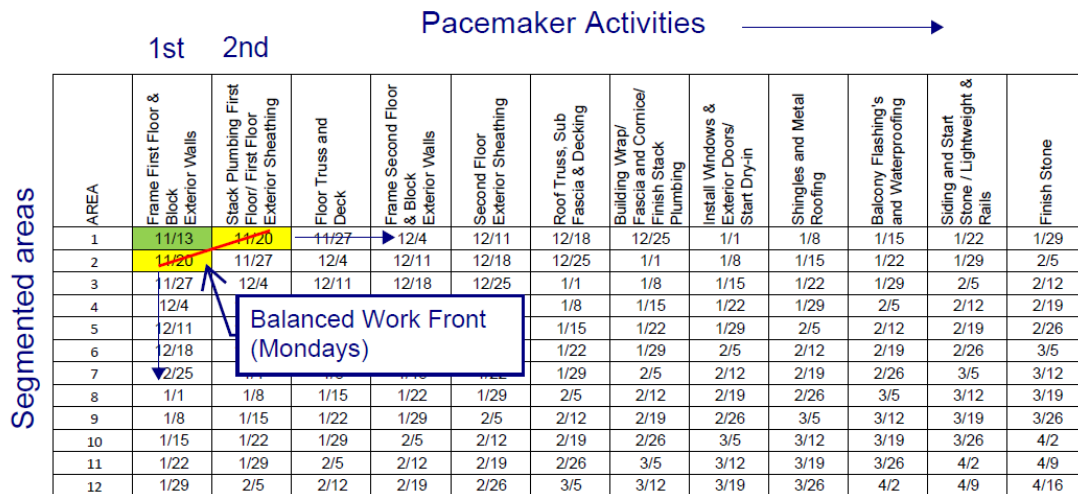 Pacemaker Activities
1st 2nd
Segmented areas
AREA
Frame First Floor &
Block
Exterior Walls
Stack Plumbing First
Floor/ First Floor
Exterior Sheathing
Floor Truss and
Deck
Frame Second Floor
& Block
Exterior Walls
Second Floor
Exterior Sheathing
Roof Truss, Sub
Fascia & Decking
Building Wrap/
Fascia and Cornice/
Finish Stack
Plumbing
Install Windows &
Exterior Doors/
Start Dry-in
Shingles and Metal
Roofing
Balcony Flashing's
and Waterproofing
Siding and Start
Stone / Lightweight &
Rails
Finish Stone
1 11/13 11/20 11/27 12/4 12/11 12/18 12/25 1/1 1/8 1/15 1/22 1/29
2 11/20 11/27 12/4 12/11 12/18 12/25 1/1 1/8 1/15 1/22 1/29 2/5
3 11/27 12/4 12/11 12/18 12/25 1/1 1/8 1/15 1/22 1/29 2/5 2/12
4 12/4 1/8 1/15 1/22 1/29 2/5 2/12 2/19
5 12/11 1/15 1/22 1/29 2/5 2/12 2/19 2/26
6 12/18 1/22 1/29 2/5 2/12 2/19 2/26 3/5
7 12/25 1/29 2/5 2/12 2/19 2/26 3/5 3/12
8 1/1 1/8 1/15 1/22 1/29 2/5 2/12 2/19 2/26 3/5 3/12 3/19
9 1/8 1/15 1/22 1/29 2/5 2/12 2/19 2/26 3/5 3/12 3/19 3/26
10 1/15 1/22 1/29 2/5 2/12 2/19 2/26 3/5 3/12 3/19 3/26 4/2
11 1/22 1/29 2/5 2/12 2/19 2/26 3/5 3/12 3/19 3/26 4/2 4/9
12 1/29 2/5 2/12 2/19 2/26 3/5 3/12 3/19 3/26 4/2 4/9 4/16
Balanced Work Front
(Mondays)